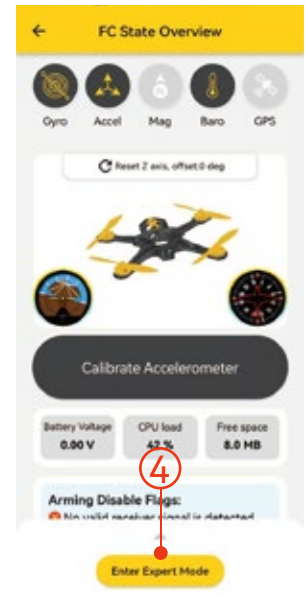 FC State Overview
Gyro Accel Mag Baro GPS
Reset Z axis, offset:0 deg
Calibrate Accelerometer
Battery Voltage CPU load Free space
0.00 V 42 % 8.0 MB
4
Arming Disable Flags:
No valid receiver signal is detected
Enter Expert Mode